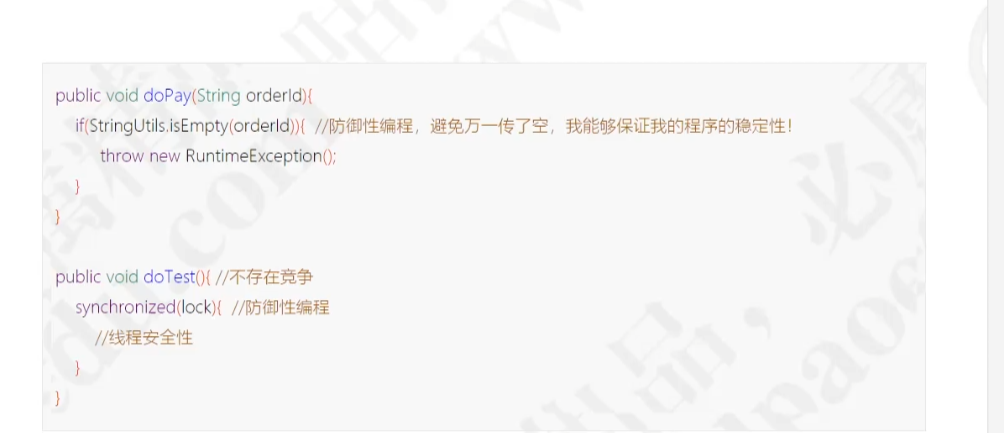 public void doPay(String orderId){
if(StringUtils.isEmpty(orderId)){ //防御性编程，避免万一传了空，我能够保证我的程序的稳定性！
throw new RuntimeException();
}
}
public void doTest(){ //不存在竞争
synchronized(lock){ //防御性编程
//线程安全性
}
}